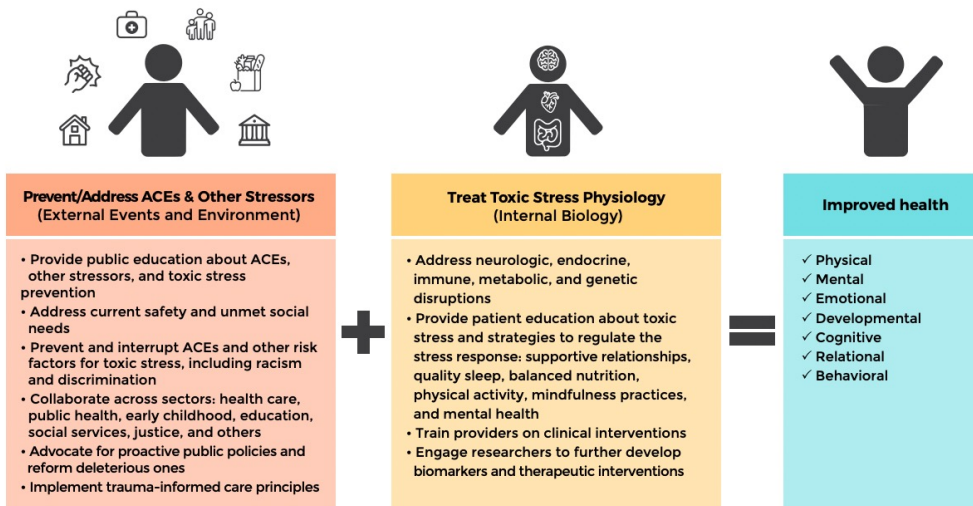 Prevent/Address ACEs & Other Stressors
(External Events and Environment)
• Provide public education about ACEs,
other stressors, and toxic stress
prevention
• Address current safety and unmet social
needs
• Prevent and interrupt ACEs and other risk
factors for toxic stress, including racism
and discrimination
• Collaborate across sectors: health care,
public health, early childhood, education,
social services, justice, and others
• Advocate for proactive public policies and
reform deleterious ones
• Implement trauma-informed care principles
+
Treat Toxic Stress Physiology
(Internal Biology)
• Address neurologic, endocrine,
immune, metabolic, and genetic
disruptions
• Provide patient education about toxic
stress and strategies to regulate the
stress response: supportive relationships,
quality sleep, balanced nutrition,
physical activity, mindfulness practices,
and mental health
• Train providers on clinical interventions
• Engage researchers to further develop
biomarkers and therapeutic interventions
=
Improved health
✓ Physical
✓ Mental
✓ Emotional
✓ Developmental
✓ Cognitive
✓ Relational
✓ Behavioral